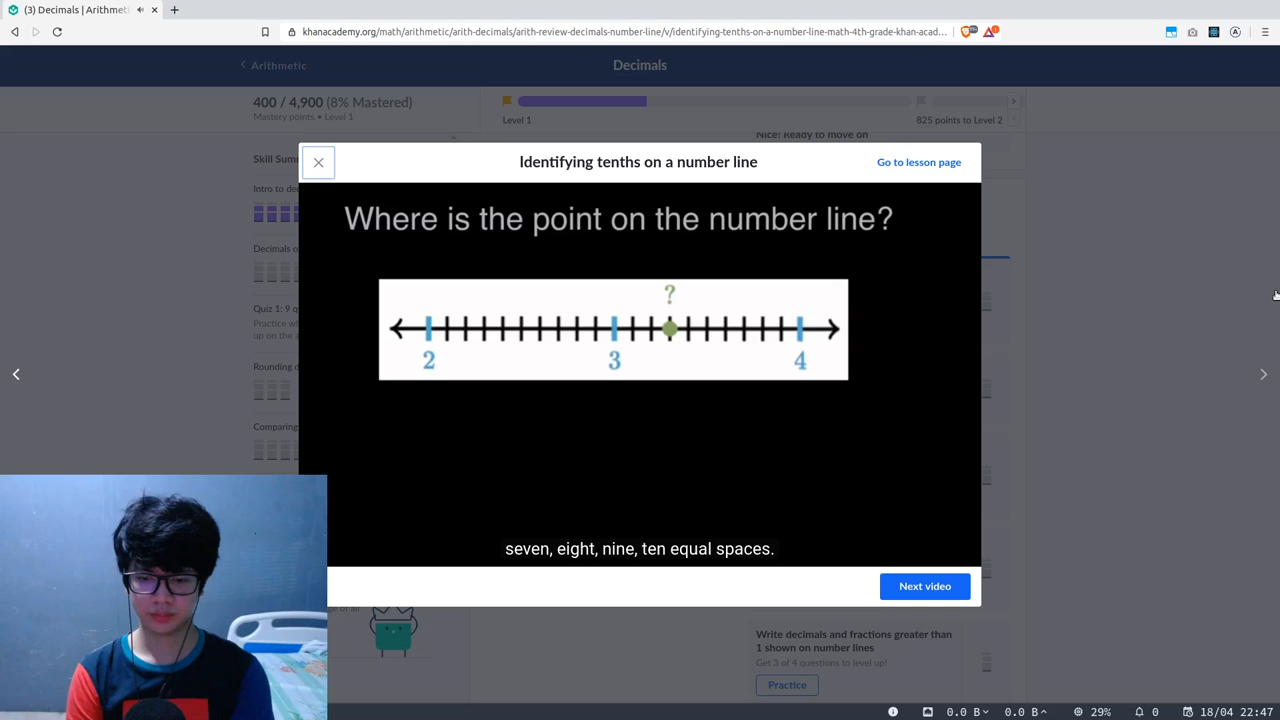 (3) Decimals | Arithmeti
khanacademy.org/math/arithmetic/arith-decimals/arith-review-decimals-number-line/v/identifying-tenths-on-a-number-line-math-4th-grade-khan-acad...
Arithmetic
Decimals
400 / 4,900 (8% Mastered)
Mastery points • Level 1
Level 1
825 points to Level 2
Nice! Ready to move on
Skill Sum
Intro to dec
Decimals o
Quiz 1: 9 q
Practice wh
up on the a
Rounding d
Comparing
Identifying tenths on a number line
Go to lesson page
Where is the point on the number line?
?
2 3 4
seven, eight, nine, ten equal spaces.
Next video
ge of all
Write decimals and fractions greater than
1 shown on number lines
Get 3 of 4 questions to level up!
Practice
0.0 B 0.0 B 29% 0 18/04 22:47